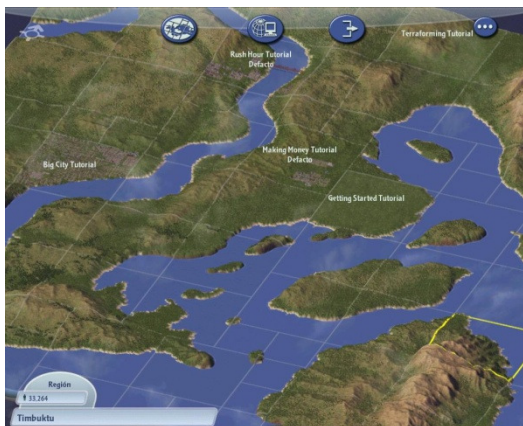 Terraforming Tutorial
Rush Hour Tutorial
Defacto
Making Money Tutorial
Defacto
Big City Tutorial
Getting Started Tutorial
Región
33.264
Timbuktu